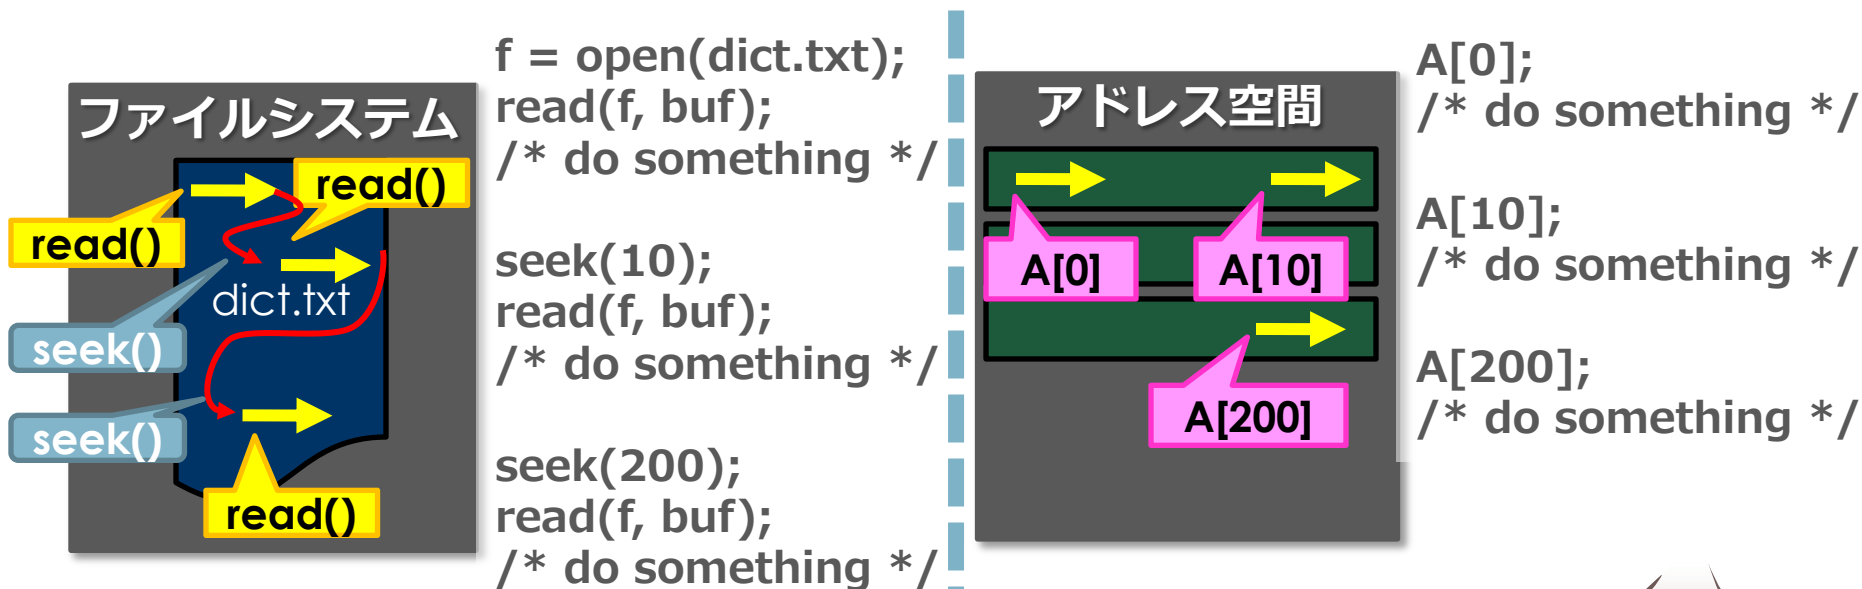 ファイルシステム
read()
read()
dict.txt
seek()
seek()
read()
f = open(dict.txt);
read(f, buf);
/* do something */
seek(10);
read(f, buf);
/* do something */
seek(200);
read(f, buf);
/* do something */
アドレス空間
A[0]
A[10]
A[200]
A[0];
/* do something */
A[10];
/* do something */
A[200];
/* do something */